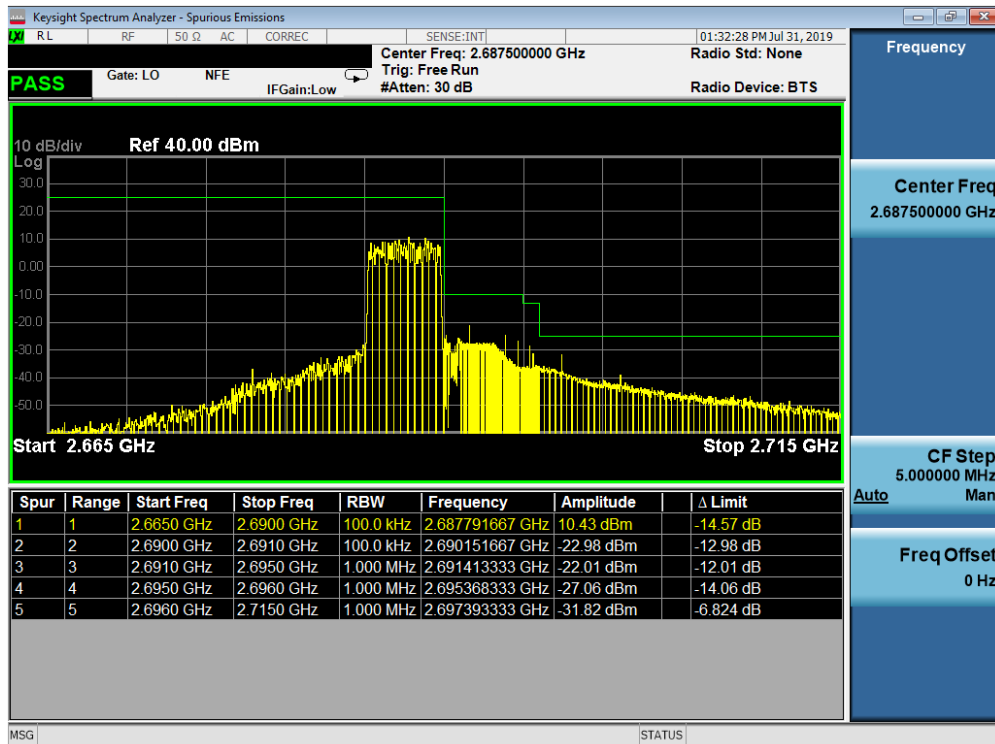 Keysight Spectrum Analyzer - Spurious Emissions
LXI RL RF 50 Ω AC CORREC SENSE:INT 01:32:28 PM Jul 31, 2019
Center Freq: 2.687500000 GHz Radio Std: None
PASS Gate: LO NFE Trig: Free Run
IFGain:Low #Atten: 30 dB Radio Device: BTS
10 dB/div Ref 40.00 dBm
Log
30.0
20.0
10.0
0.00
-10.0
-20.0
-30.0
-40.0
-50.0
Start 2.665 GHz Stop 2.715 GHz
Spur Range Start Freq Stop Freq RBW Frequency Amplitude Δ Limit
1 1 2.6650 GHz 2.6900 GHz 100.0 kHz 2.687791667 GHz 10.43 dBm -14.57 dB
2 2 2.6900 GHz 2.6910 GHz 100.0 kHz 2.690151667 GHz -22.98 dBm -12.98 dB
3 3 2.6910 GHz 2.6950 GHz 1.000 MHz 2.691413333 GHz -22.01 dBm -12.01 dB
4 4 2.6950 GHz 2.6960 GHz 1.000 MHz 2.695368333 GHz -27.06 dBm -14.06 dB
5 5 2.6960 GHz 2.7150 GHz 1.000 MHz 2.697393333 GHz -31.82 dBm -6.824 dB
MSG STATUS
Frequency
Center Freq
2.687500000 GHz
CF Step
5.000000 MHz
Auto Man
Freq Offset
0 Hz